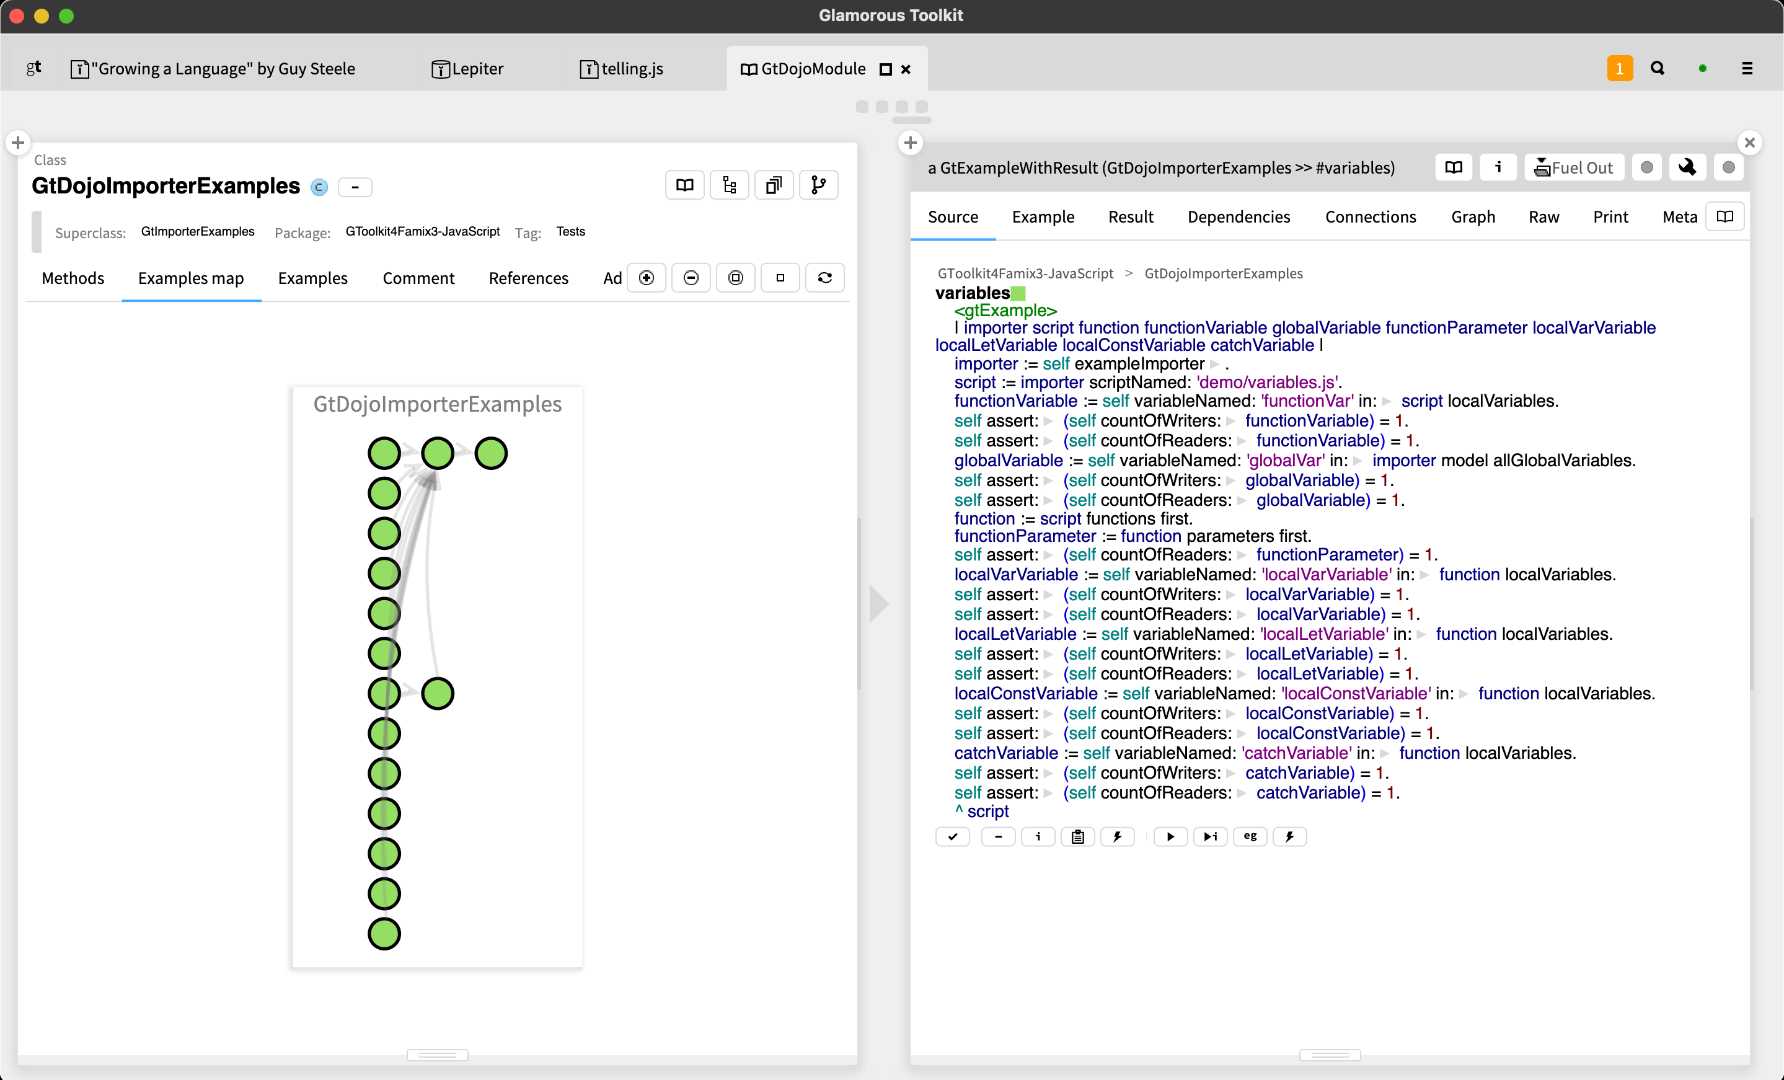 Glamorous Toolkit
gt
"Growing a Language" by Guy Steele
Lepiter
telling.js
GtDojoModule
1
Class
GtDojoImporterExamples
C
Superclass: GtImporterExamples Package: GToolkit4Famix3-JavaScript Tag: Tests
Methods Examples map Examples Comment References Ad
GtDojoImporterExamples
a GtExampleWithResult (GtDojoImporterExamples >> #variables)
i
Fuel Out
Source Example Result Dependencies Connections Graph Raw Print Meta
GToolkit4Famix3-JavaScript > GtDojoImporterExamples
variables
<gtExample>
| importer script function functionVariable globalVariable functionParameter localVarVariable
localLetVariable localConstVariable catchVariable |
importer := self exampleImporter .
script := importer scriptNamed: 'demo/variables.js'.
functionVariable := self variableNamed: 'functionVar' in: script localVariables.
self assert: (self countOfWriters: functionVariable) = 1.
self assert: (self countOfReaders: functionVariable) = 1.
globalVariable := self variableNamed: 'globalVar' in: importer model allGlobalVariables.
self assert: (self countOfWriters: globalVariable) = 1.
self assert: (self countOfReaders: globalVariable) = 1.
function := script functions first.
functionParameter := function parameters first.
self assert: (self countOfReaders: functionParameter) = 1.
localVarVariable := self variableNamed: 'localVarVariable' in: function localVariables.
self assert: (self countOfWriters: localVarVariable) = 1.
self assert: (self countOfReaders: localVarVariable) = 1.
localLetVariable := self variableNamed: 'localLetVariable' in: function localVariables.
self assert: (self countOfWriters: localLetVariable) = 1.
self assert: (self countOfReaders: localLetVariable) = 1.
localConstVariable := self variableNamed: 'localConstVariable' in: function localVariables.
self assert: (self countOfWriters: localConstVariable) = 1.
self assert: (self countOfReaders: localConstVariable) = 1.
catchVariable := self variableNamed: 'catchVariable' in: function localVariables.
self assert: (self countOfWriters: catchVariable) = 1.
self assert: (self countOfReaders: catchVariable) = 1.
^ script
i
i
eg